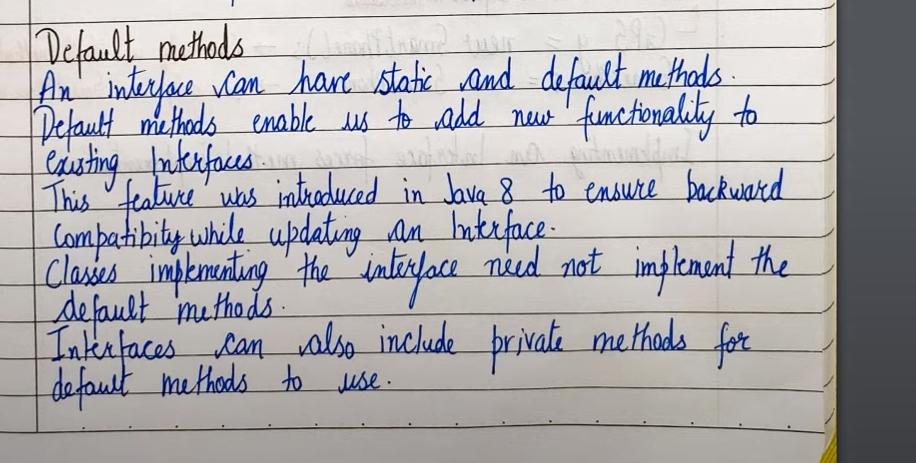 Default methods
An interface can have static and default methods.
Default methods enable us to add new functionality to
existing Interfaces.
This feature was introduced in Java 8 to ensure backward
Compatibity while updating an Interface.
Classes implementing the interface need not implement the
default methods.
Interfaces can also include private methods for
default methods to use.